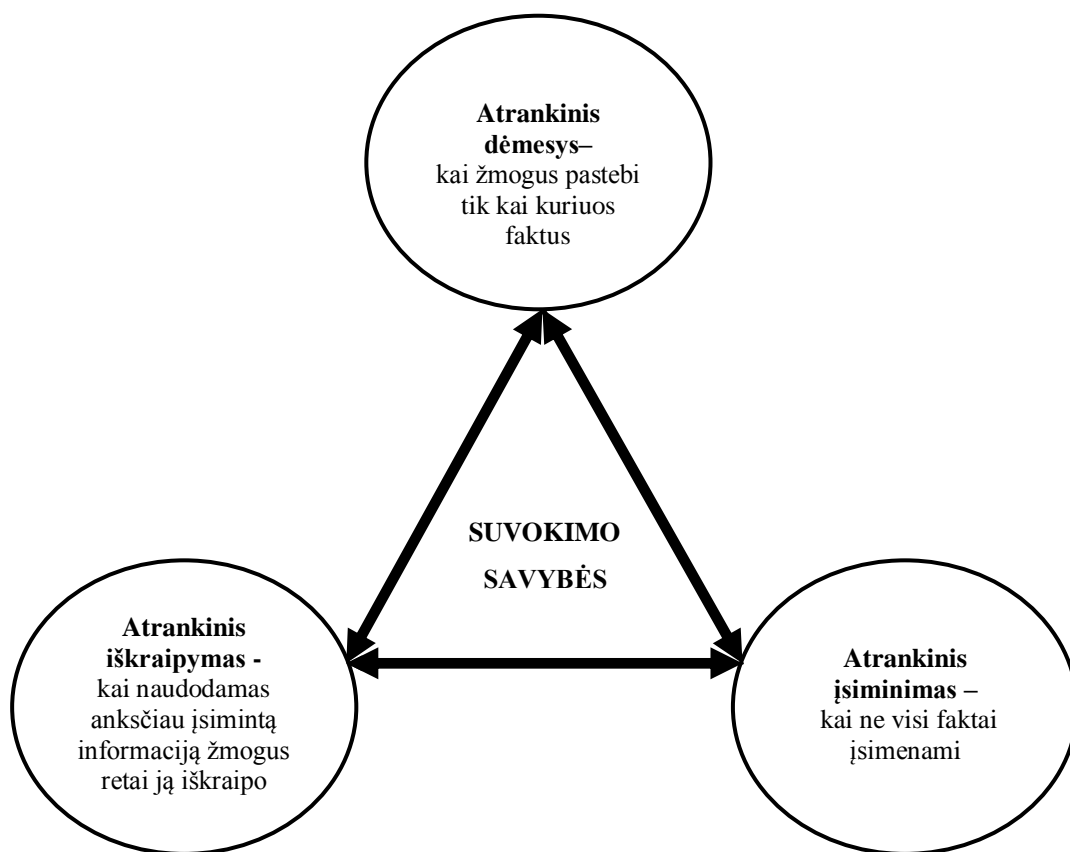 Atrankinis
dėmesys–
kai žmogus pastebi
tik kai kuriuos
faktus
SUVOKIMO
SAVYBĖS
Atrankinis
iškraipymas -
kai naudodamas
anksčiau įsimintą
informaciją žmogus
retai ją iškraipo
Atrankinis
įsiminimas –
kai ne visi faktai
įsimenami